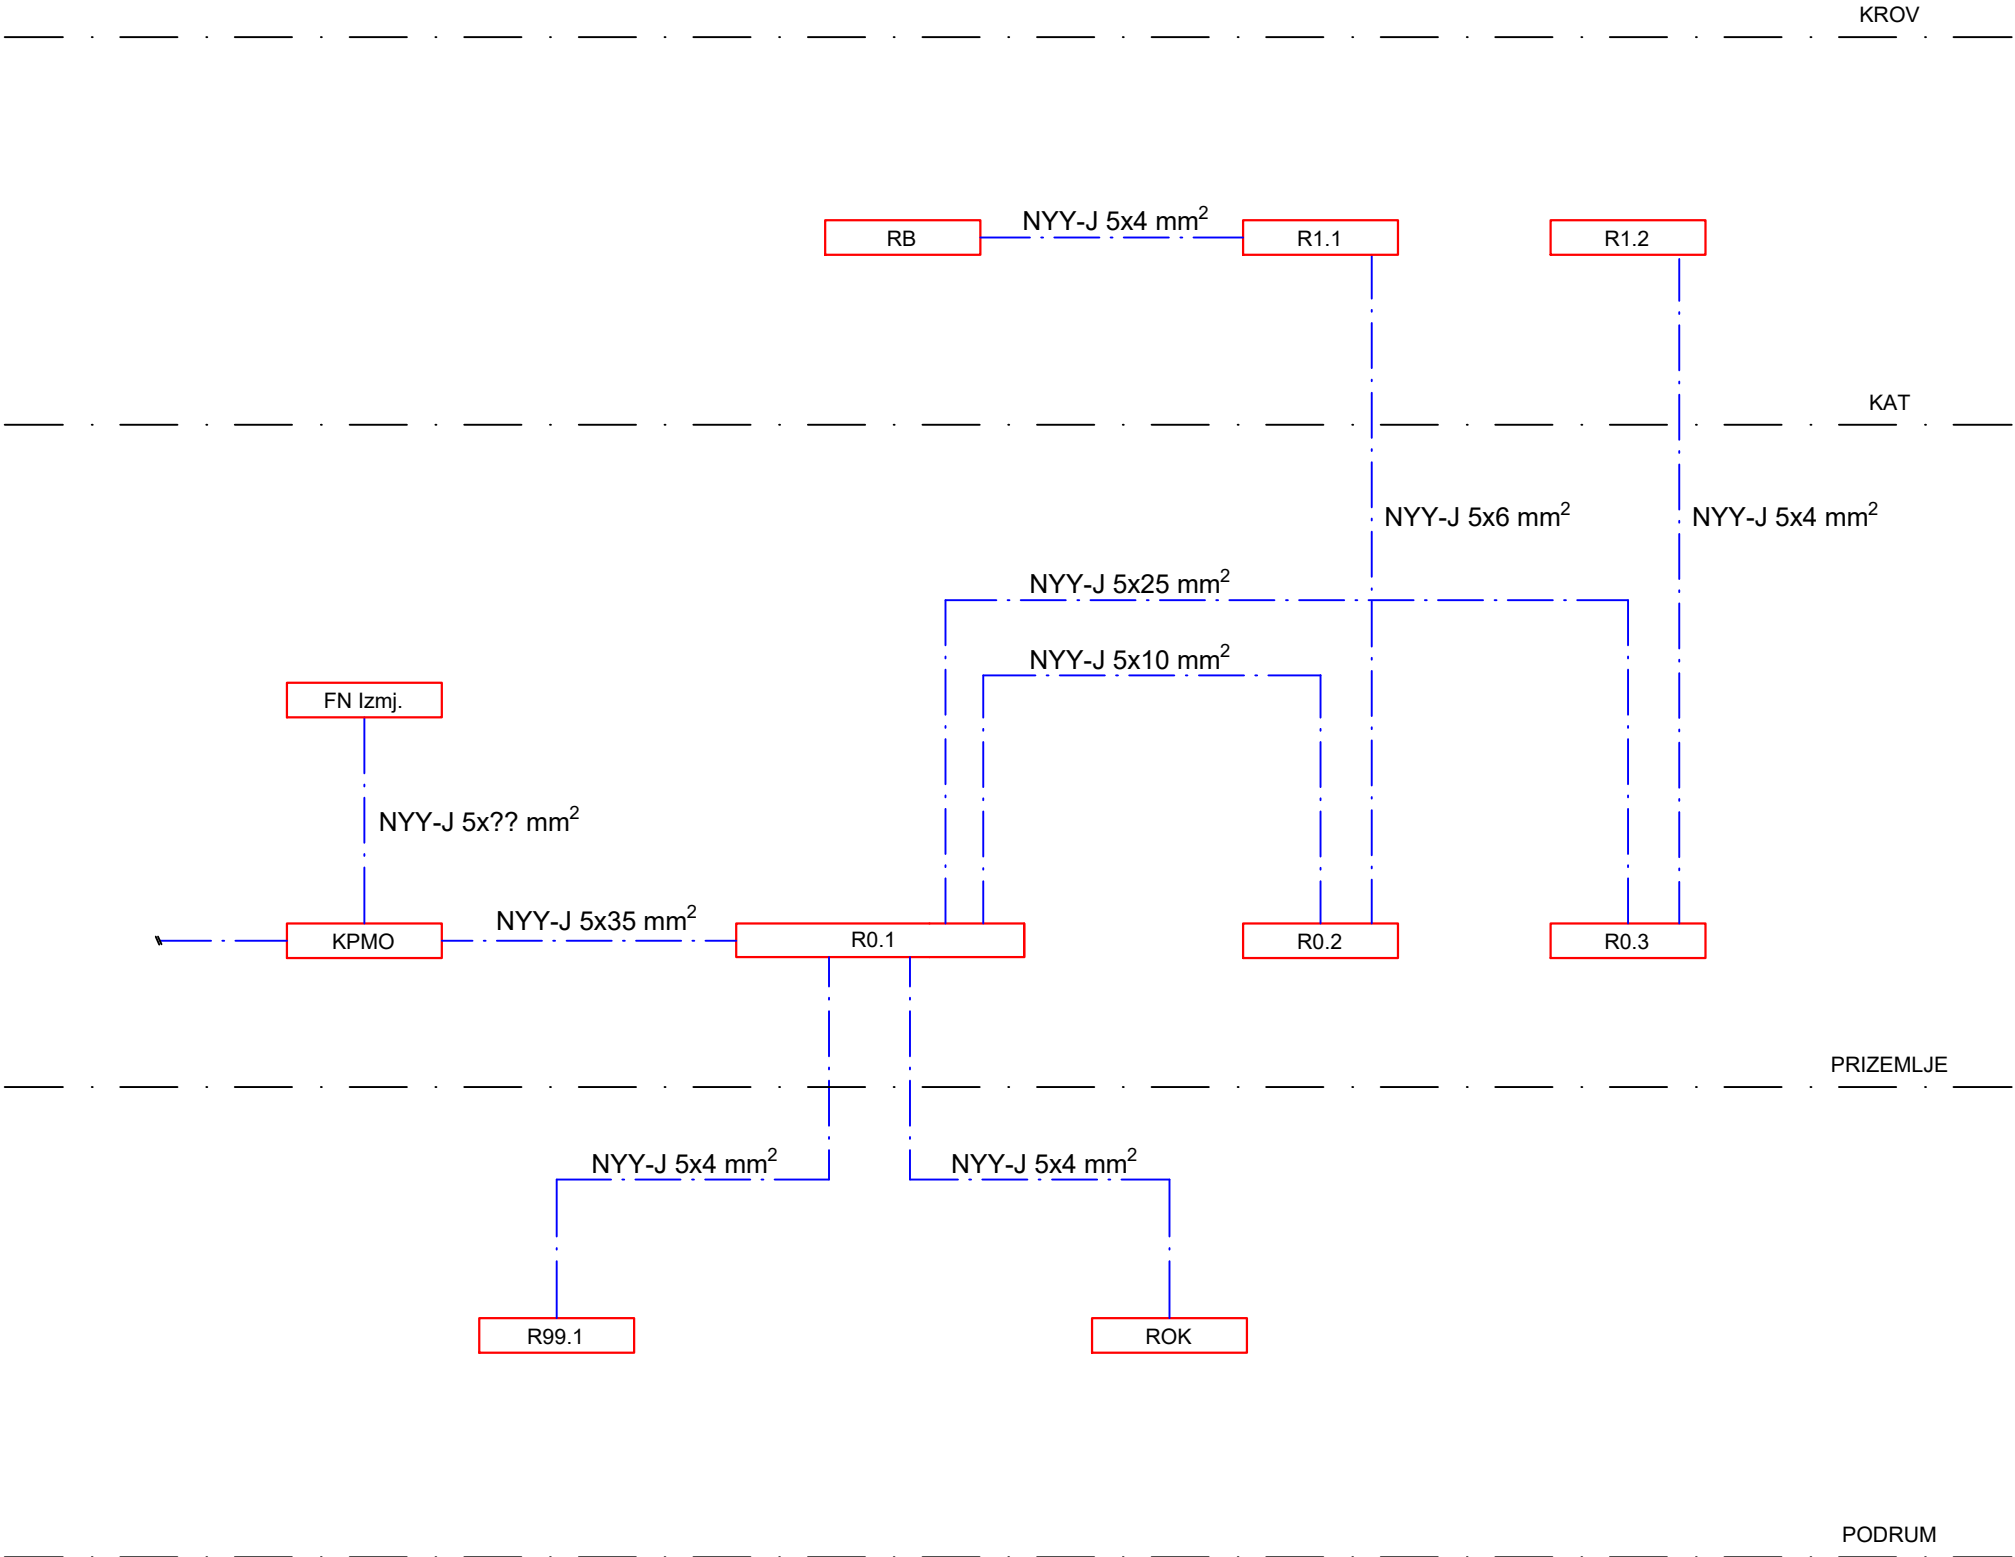 KROV
NYY-J 5x4 mm²
RB
R1.1
R1.2
KAT
NYY-J 5x6 mm²
NYY-J 5x4 mm²
NYY-J 5x25 mm²
NYY-J 5x10 mm²
FN Izmj.
NYY-J 5x?? mm²
NYY-J 5x35 mm²
KPMO
R0.1
R0.2
R0.3
PRIZEMLJE
NYY-J 5x4 mm²
NYY-J 5x4 mm²
R99.1
ROK
PODRUM